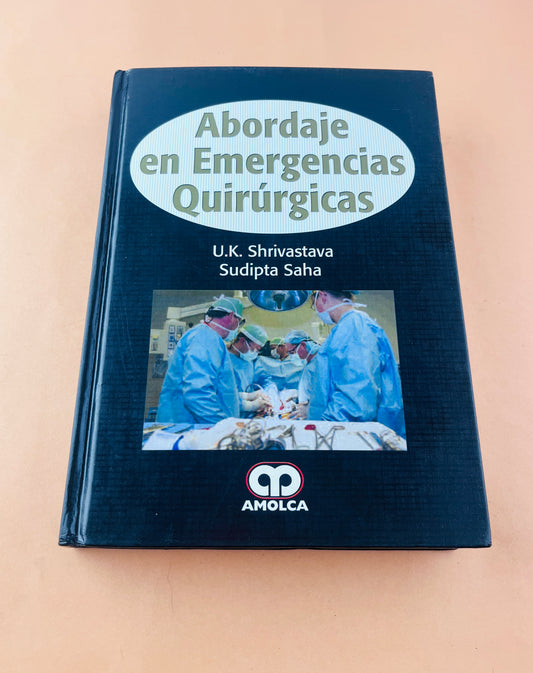 Abordaje
en Emergencias
Quirúrgicas
U.K. Shrivastava
Sudipta Saha
AMOLCA